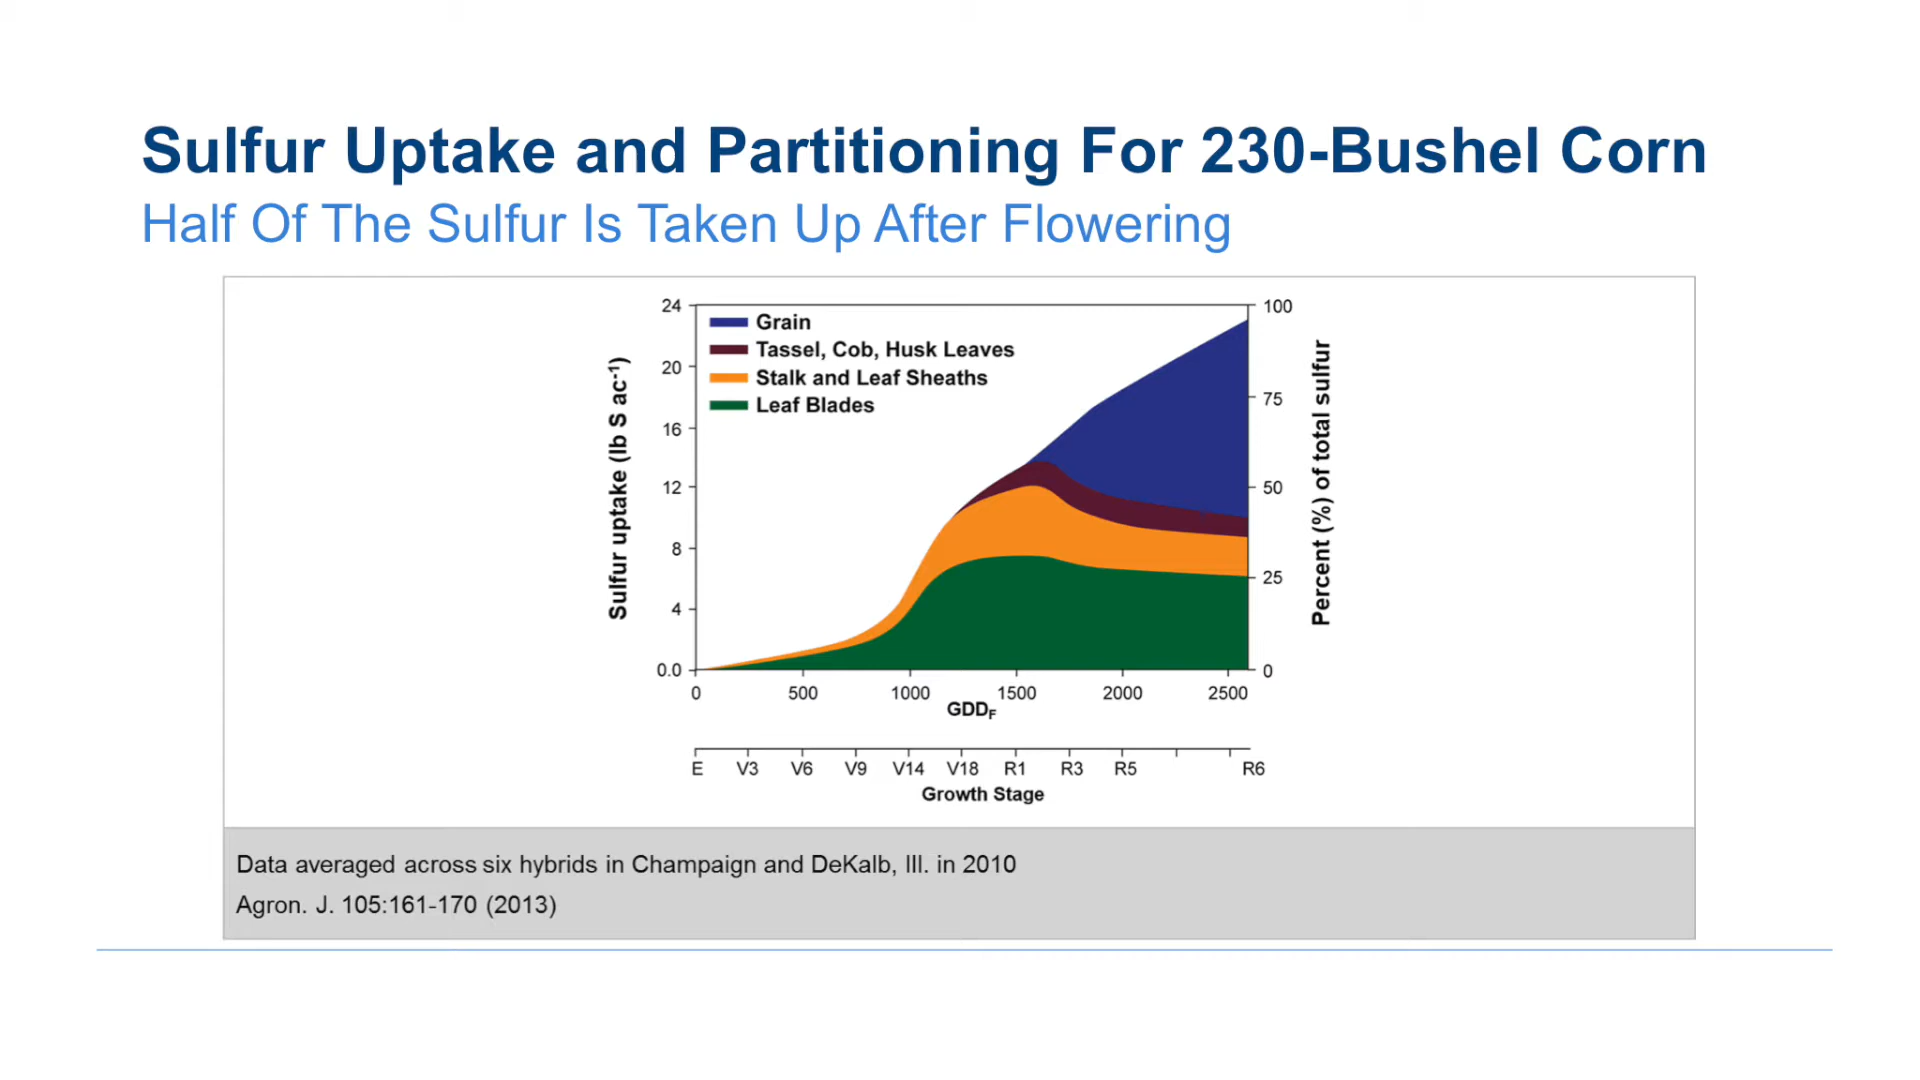 Sulfur Uptake and Partitioning For 230-Bushel Corn
Half Of The Sulfur Is Taken Up After Flowering
Grain
Tassel, Cob, Husk Leaves
Stalk and Leaf Sheaths
Leaf Blades
Sulfur uptake (lb S ac⁻¹)
24
20
16
12
8
4
0.0
Percent (%) of total sulfur
100
75
50
25
0
0 500 1000 1500 2000 2500
GDD_F
E V3 V6 V9 V14 V18 R1 R3 R5 R6
Growth Stage
Data averaged across six hybrids in Champaign and DeKalb, Ill. in 2010
Agron. J. 105:161-170 (2013)